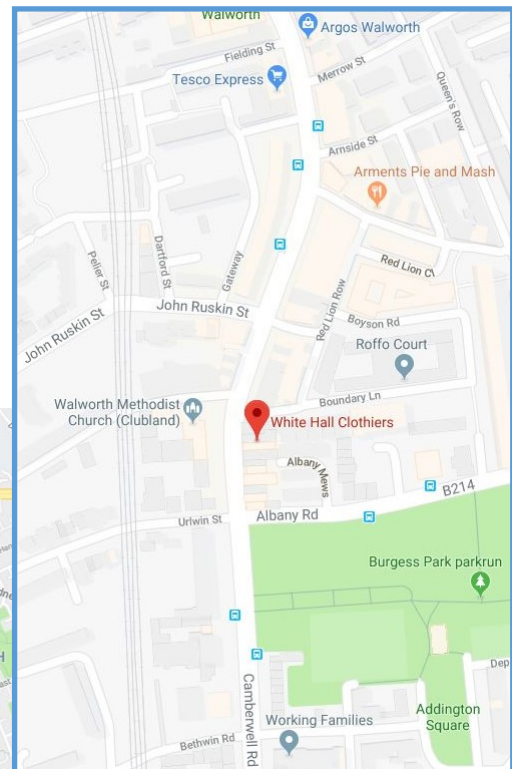 Walworth
Argos Walworth
Fielding St
Tesco Express
Merrow St
Queen's Row
Arnside St
Arments Pie and Mash
Pelier St
Dartford St
Gateway
Red Lion Cl
John Ruskin St
John Ruskin St
Red Lion Row
Boyson Rd
Roffo Court
Boundary Ln
Walworth Methodist
Church (Clubland)
White Hall Clothiers
Albany Mews
B214
Urlwin St
Albany Rd
Burgess Park parkrun
Camberwell Rd
Dep
Addington
Square
Working Families
Bethwin Rd